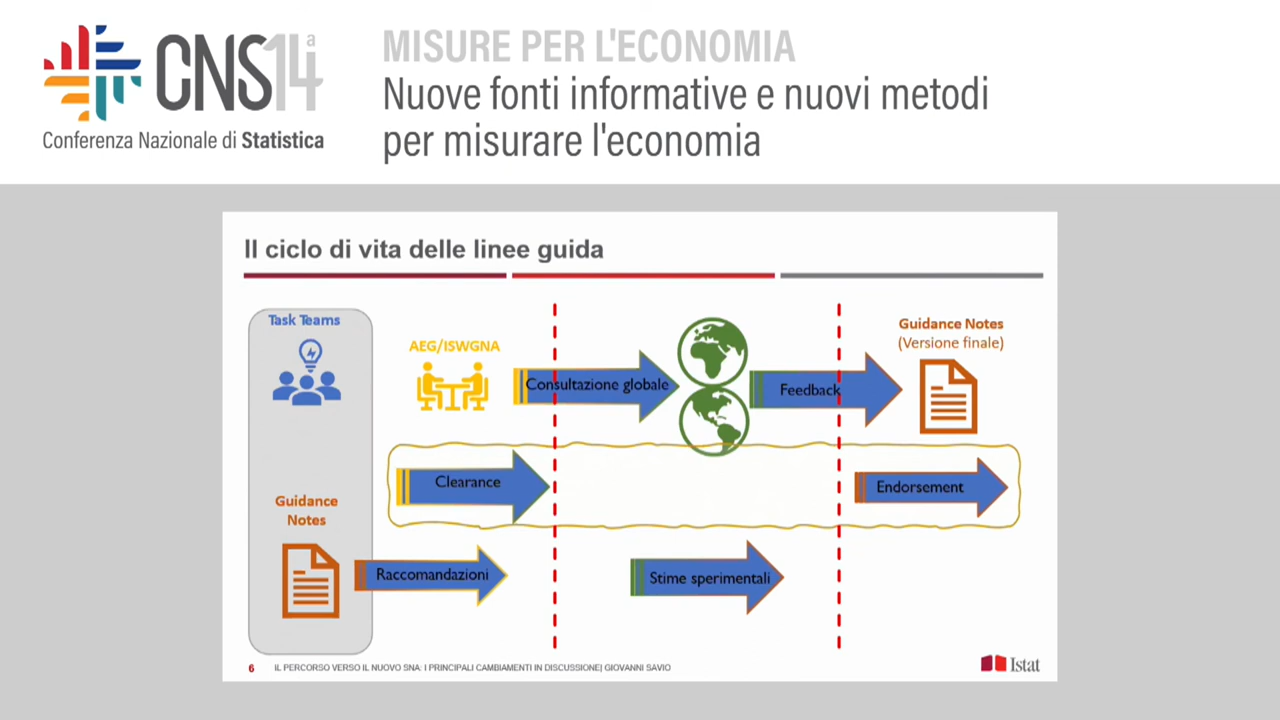 CNS14ª
Conferenza Nazionale di Statistica
MISURE PER L'ECONOMIA
Nuove fonti informative e nuovi metodi
per misurare l'economia
Il ciclo di vita delle linee guida
Task Teams
AEG/ISWGNA
Consultazione globale
Feedback
Guidance Notes
(Versione finale)
Clearance
Endorsement
Guidance
Notes
Raccomandazioni
Stime sperimentali
6 IL PERCORSO VERSO IL NUOVO SNA: I PRINCIPALI CAMBIAMENTI IN DISCUSSIONE| GIOVANNI SAVIO
Istat